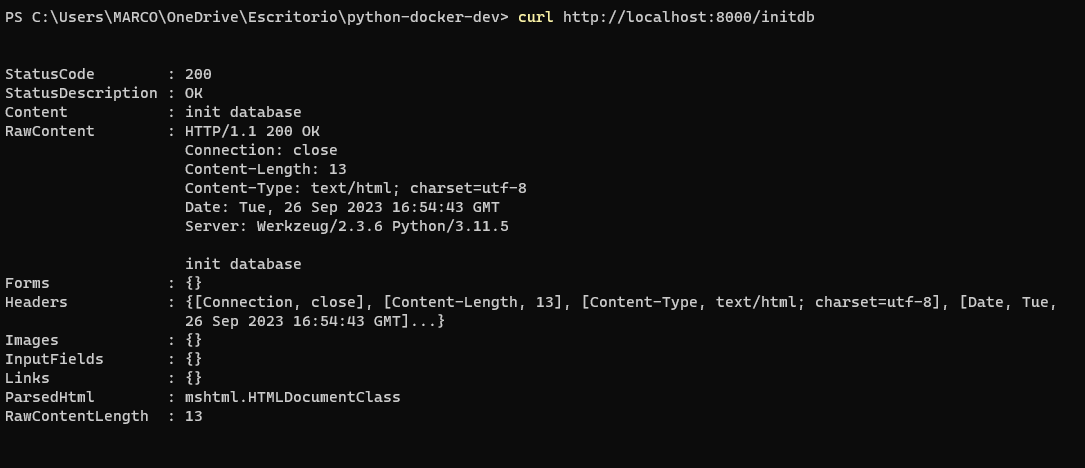 PS C:\Users\MARCO\OneDrive\Escritorio\python-docker-dev> curl http://localhost:8000/initdb
StatusCode        : 200
StatusDescription : OK
Content           : init database
RawContent        : HTTP/1.1 200 OK
                    Connection: close
                    Content-Length: 13
                    Content-Type: text/html; charset=utf-8
                    Date: Tue, 26 Sep 2023 16:54:43 GMT
                    Server: Werkzeug/2.3.6 Python/3.11.5
                    init database
Forms             : {}
Headers           : {[Connection, close], [Content-Length, 13], [Content-Type, text/html; charset=utf-8], [Date, Tue,
                    26 Sep 2023 16:54:43 GMT]...}
Images            : {}
InputFields       : {}
Links             : {}
ParsedHtml        : mshtml.HTMLDocumentClass
RawContentLength  : 13